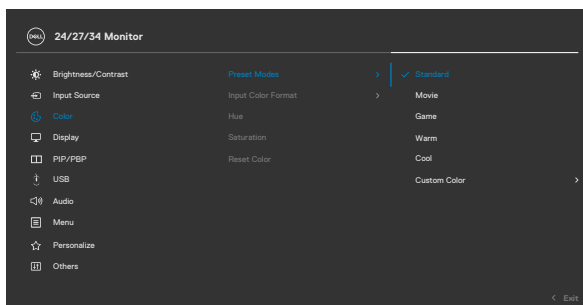 DELL 24/27/34 Monitor
Brightness/Contrast Preset Modes Standard
Input Source Input Color Format Movie
Color Hue Game
Display Saturation Warm
PIP/PBP Reset Color Cool
USB Custom Color
Audio
Menu
Personalize
Others
Exit